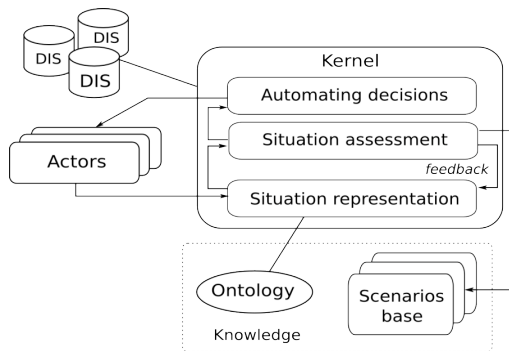 DIS
DIS
DIS
Kernel
Automating decisions
Situation assessment
feedback
Situation representation
Actors
Ontology
Knowledge
Scenarios
base